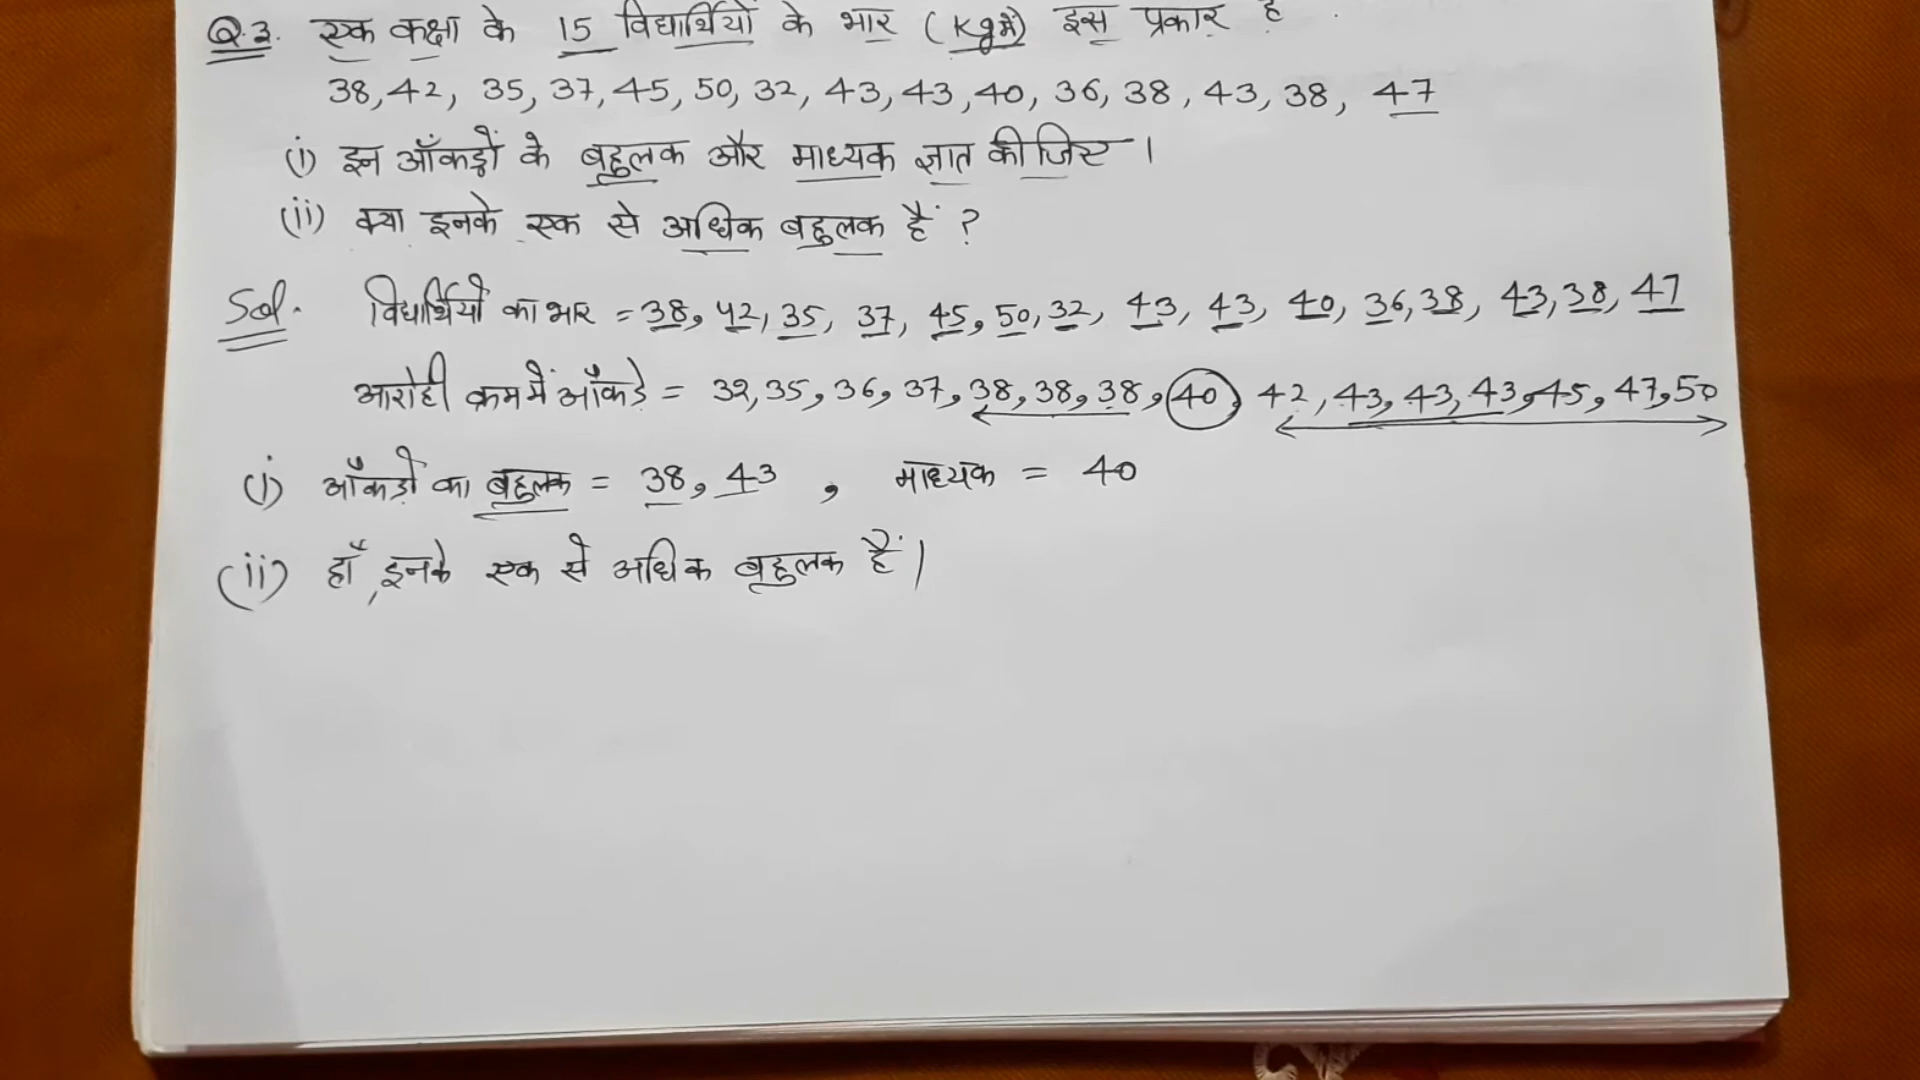 Q.3. एक कक्षा के 15 विद्यार्थियों के भार (kg में) इस प्रकार है
38, 42, 35, 37, 45, 50, 32, 43, 43, 40, 36, 38, 43, 38, 47
(i) इन आँकड़ों के बहुलक और माध्यक ज्ञात कीजिए।
(ii) क्या इनके एक से अधिक बहुलक हैं ?
Sol. विद्यार्थियों का भार = 38, 42, 35, 37, 45, 50, 32, 43, 43, 40, 36, 38, 43, 38, 47
आरोही क्रम में आँकड़े = 32, 35, 36, 37, 38, 38, 38, 40, 42, 43, 43, 43, 45, 47, 50
(i) आँकड़ों का बहुलक = 38, 43 , माध्यक = 40
(ii) हाँ, इनके एक से अधिक बहुलक हैं।